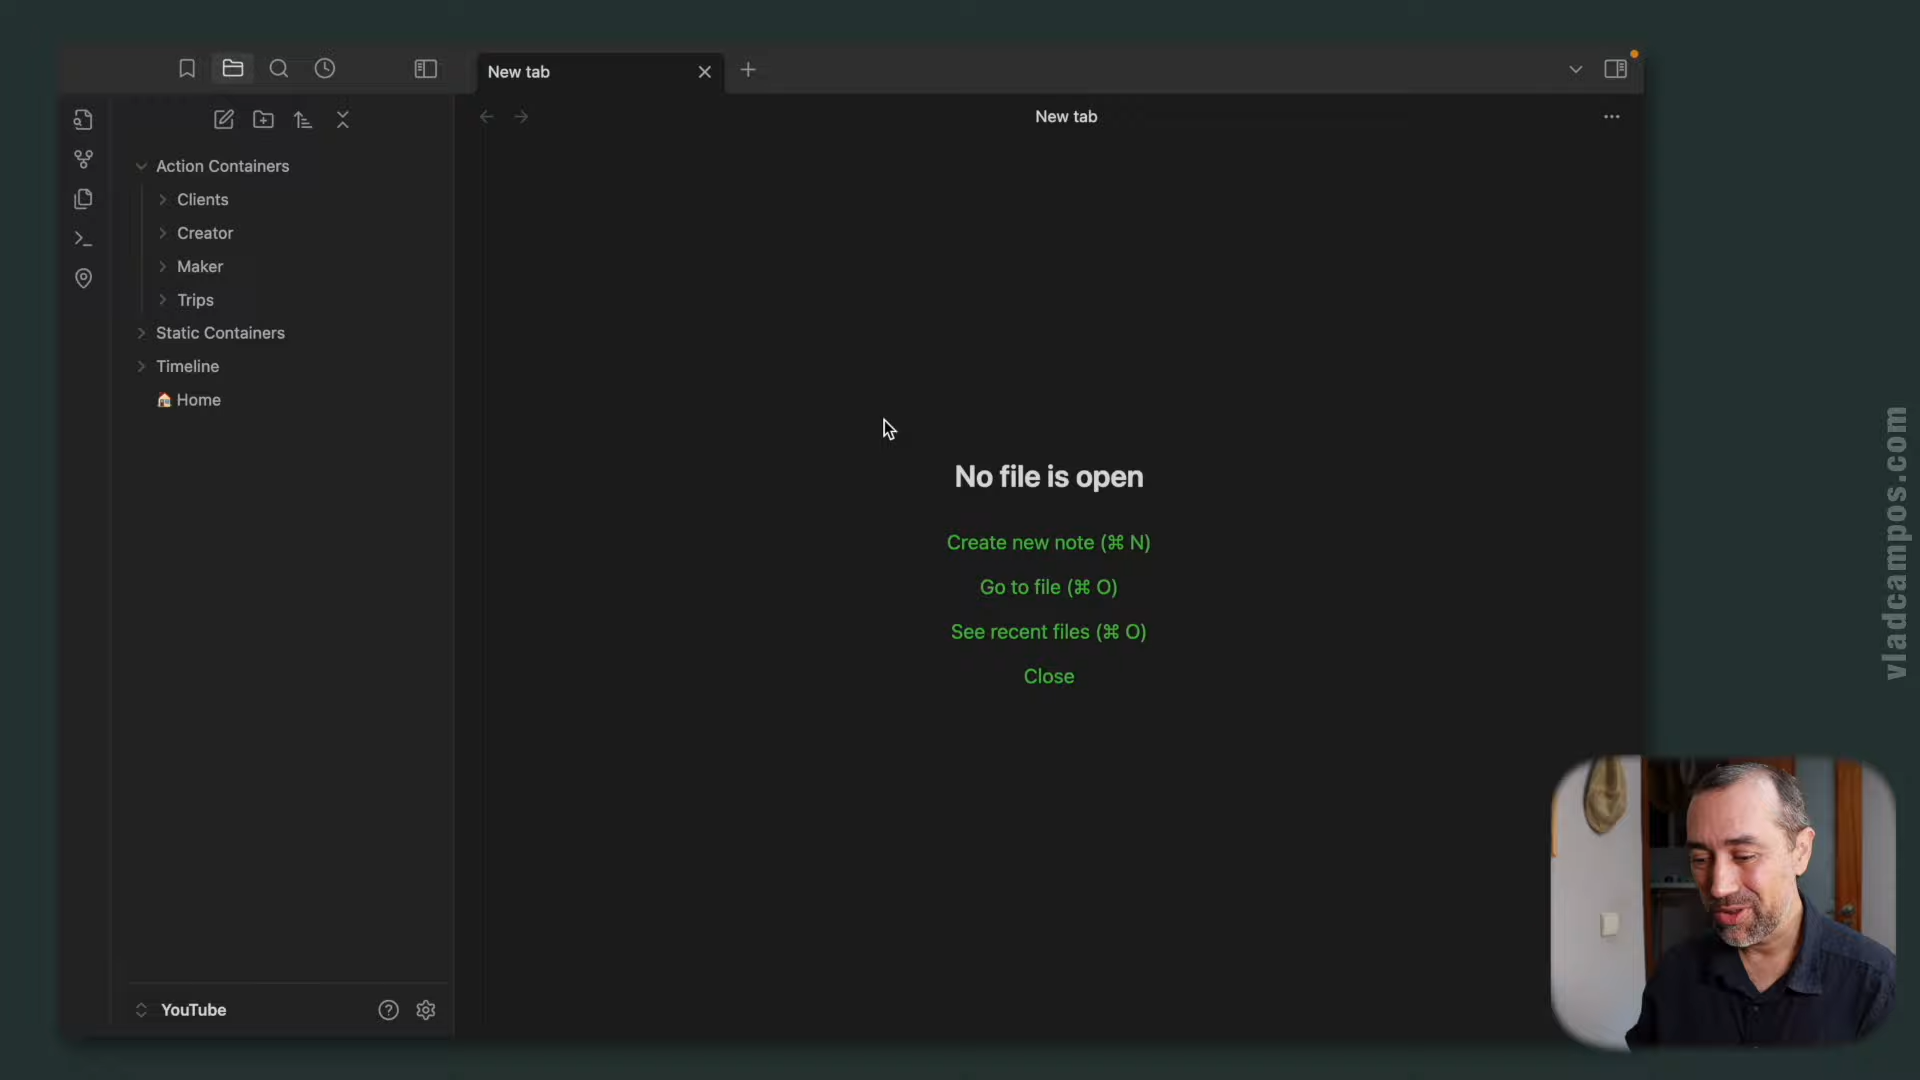 New tab
New tab
Action Containers
Clients
Creator
Maker
Trips
Static Containers
Timeline
Home
No file is open
Create new note (⌘ N)
Go to file (⌘ O)
See recent files (⌘ O)
Close
YouTube
vladcampos.com